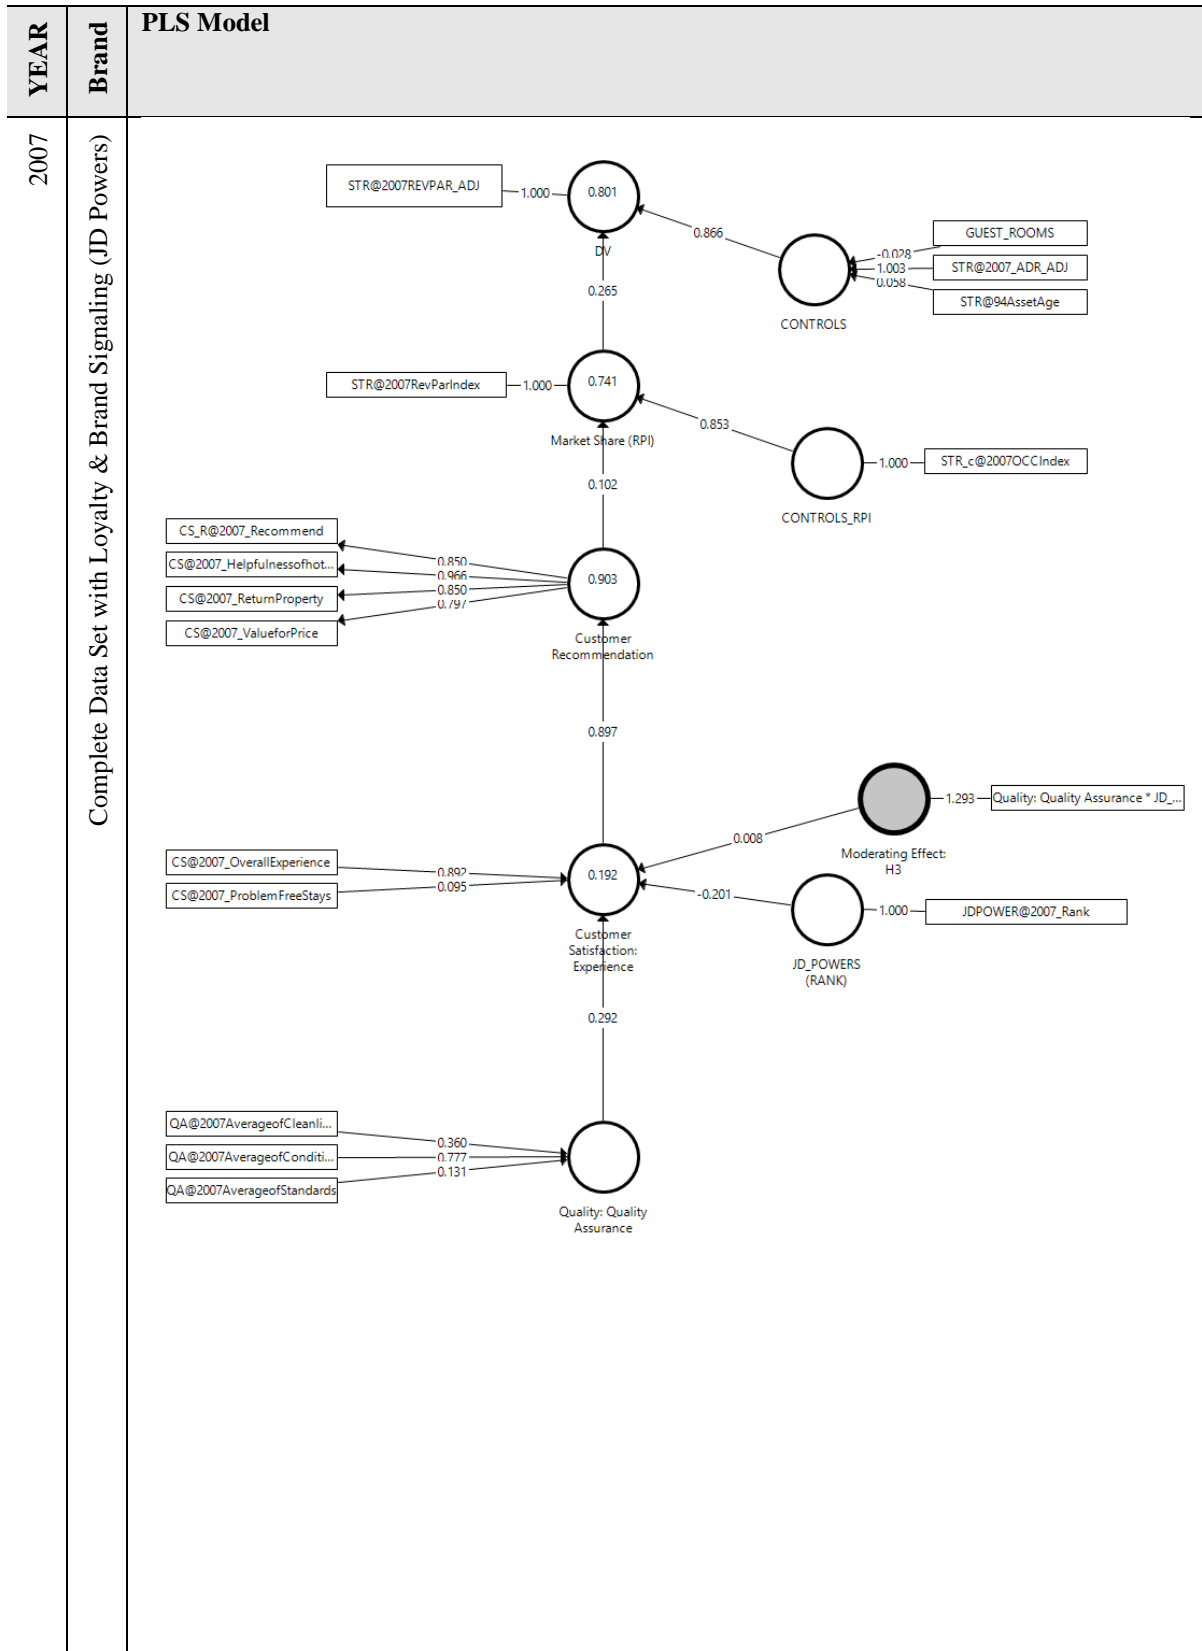 YEAR
Brand
PLS Model
2007
Complete Data Set with Loyalty & Brand Signaling (JD Powers)
STR@2007REVPAR_ADJ
1.000
0.801
DV
0.866
GUEST_ROOMS
-0.028
STR@2007_ADR_ADJ
1.003
STR@94AssetAge
0.058
CONTROLS
0.265
STR@2007RevParIndex
1.000
0.741
Market Share (RPI)
0.853
1.000
STR_c@2007OCCIndex
CONTROLS_RPI
0.102
CS_R@2007_Recommend
CS@2007_Helpfulnessofhot...
CS@2007_ReturnProperty
CS@2007_ValueforPrice
0.850
0.966
0.850
0.797
0.903
Customer
Recommendation
0.897
1.293
Quality: Quality Assurance * JD_...
Moderating Effect:
H3
0.008
CS@2007_OverallExperience
CS@2007_ProblemFreeStays
0.892
0.095
0.192
Customer
Satisfaction:
Experience
-0.201
1.000
JDPOWER@2007_Rank
JD_POWERS
(RANK)
0.292
QA@2007AverageofCleanli...
QA@2007AverageofConditi...
QA@2007AverageofStandards
0.360
0.777
0.131
Quality: Quality
Assurance